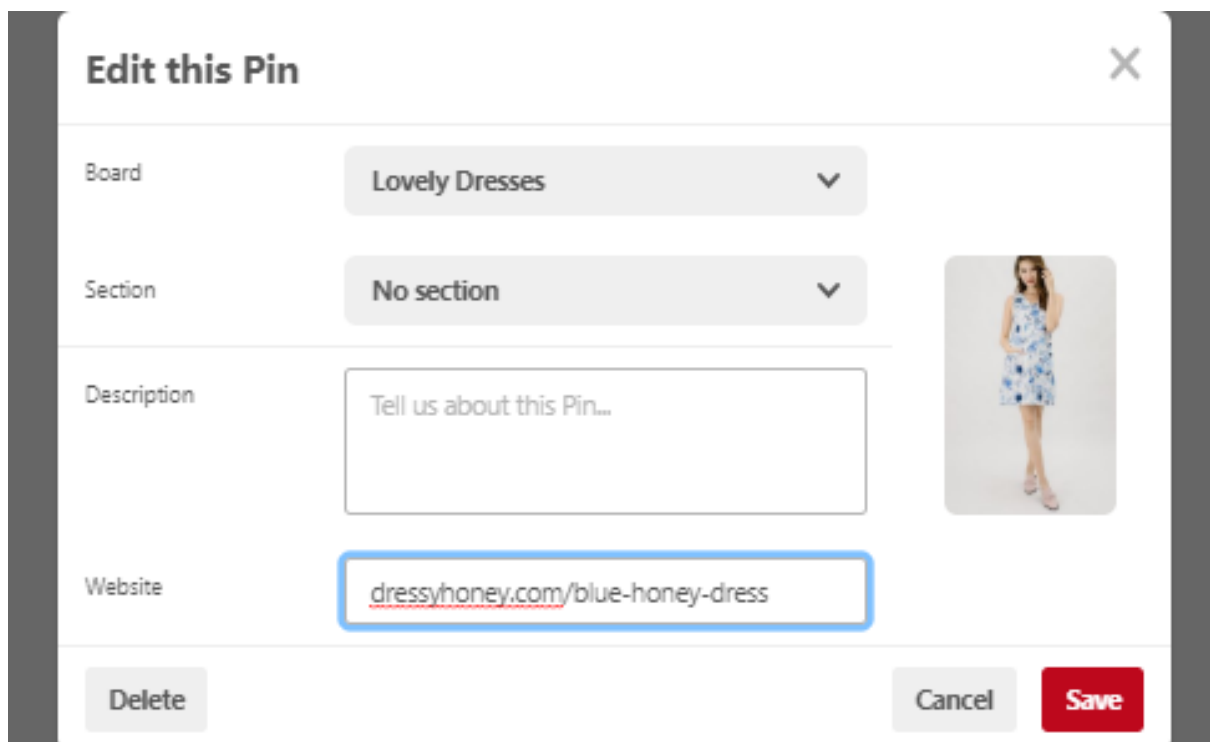 Edit this Pin
Board
Lovely Dresses
Section
No section
Description
Tell us about this Pin...
Website
dressyhoney.com/blue-honey-dress
Delete
Cancel
Save